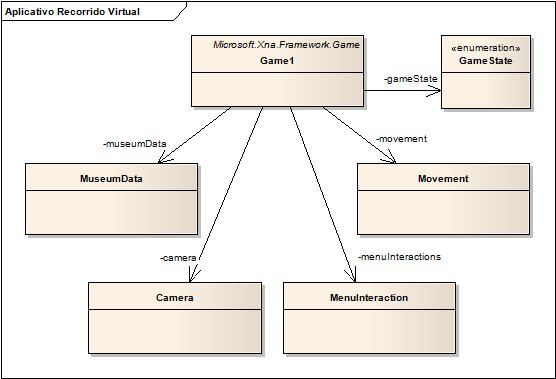 Aplicativo Recorrido Virtual
Microsoft.Xna.Framework.Game
Game1
«enumeration»
GameState
-gameState
-museumData
-movement
MuseumData
Movement
-camera
-menuInteractions
Camera
MenuInteraction